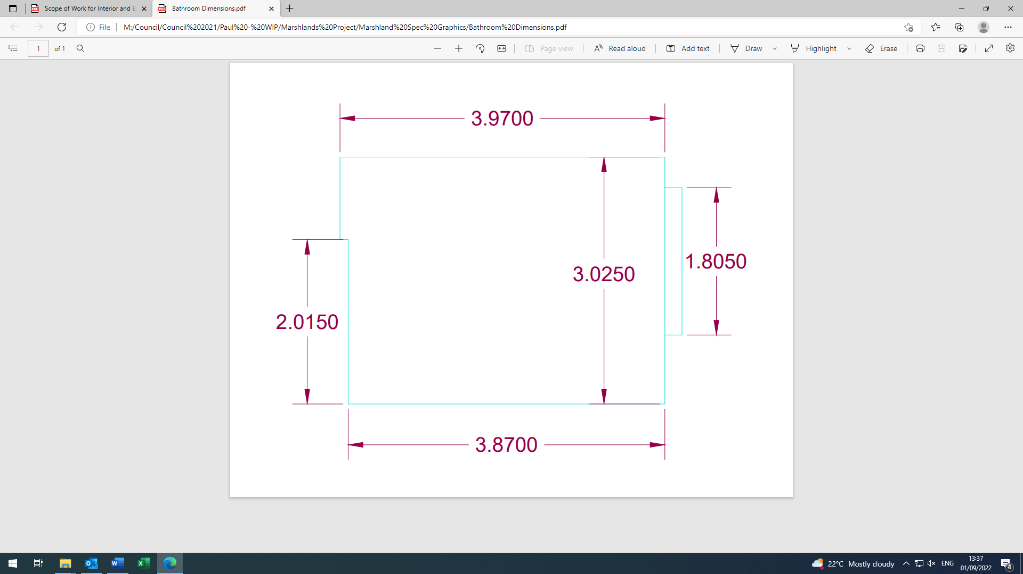 Scope of Work for Interior and E
Bathroom Dimensions.pdf
File
M:/Council/Council%202021/Paul%20-%20WIP/Marshlands%20Project/Marshland%20Spec%20Graphics/Bathroom%20Dimensions.pdf
1 of 1
Page view
Read aloud
Add text
Draw
Highlight
Erase
3.9700
1.8050
3.0250
2.0150
3.8700
22°C Mostly cloudy
ENG
13:37
01/09/2022
4